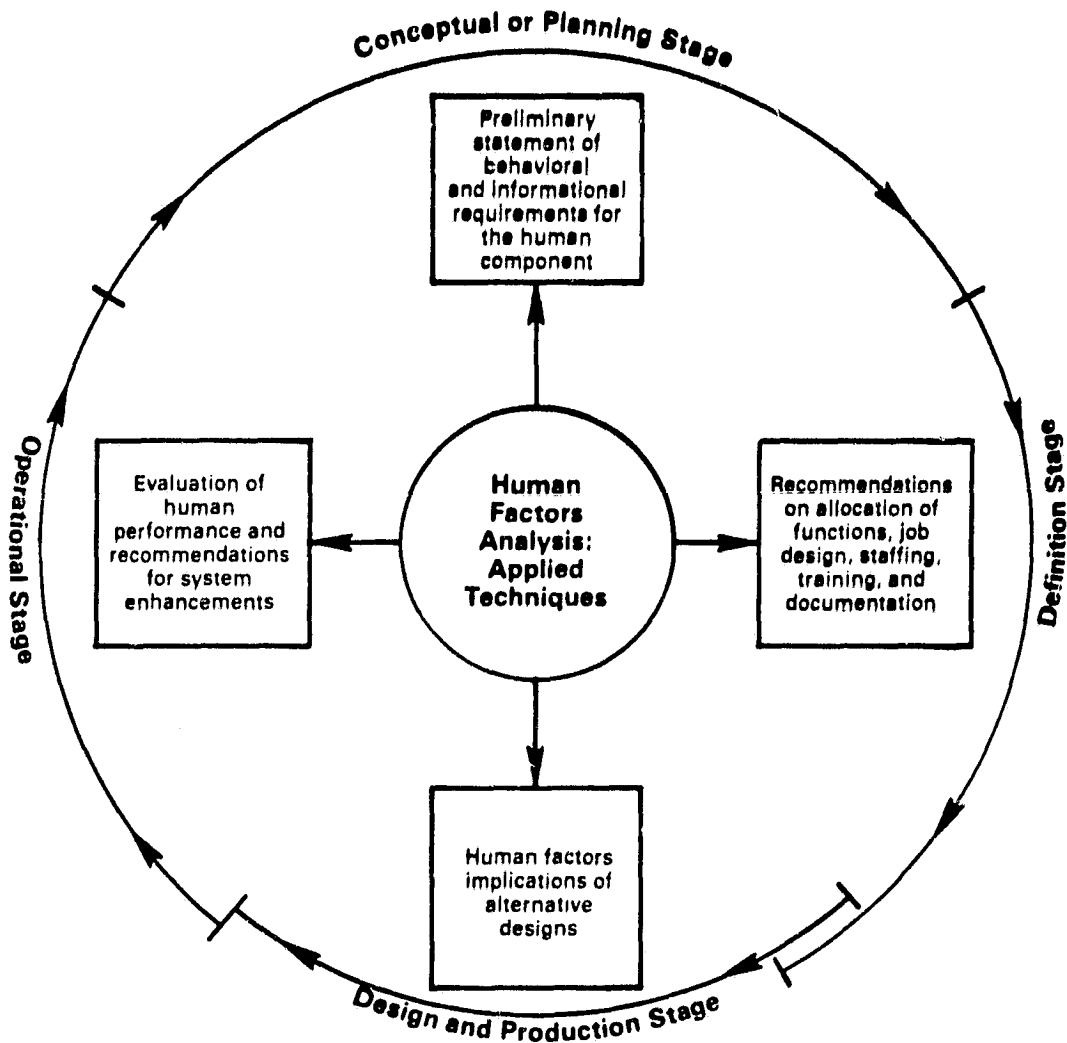 Conceptual or Planning Stage
Preliminary
statement of
behavioral
and informational
requirements for
the human
component
Operational Stage
Evaluation of
human
performance and
recommendations
for system
enhancements
Human
Factors
Analysis:
Applied
Techniques
Recommendations
on allocation of
functions, job
design, staffing,
training, and
documentation
Definition Stage
Human factors
implications of
alternative
designs
Design and Production Stage